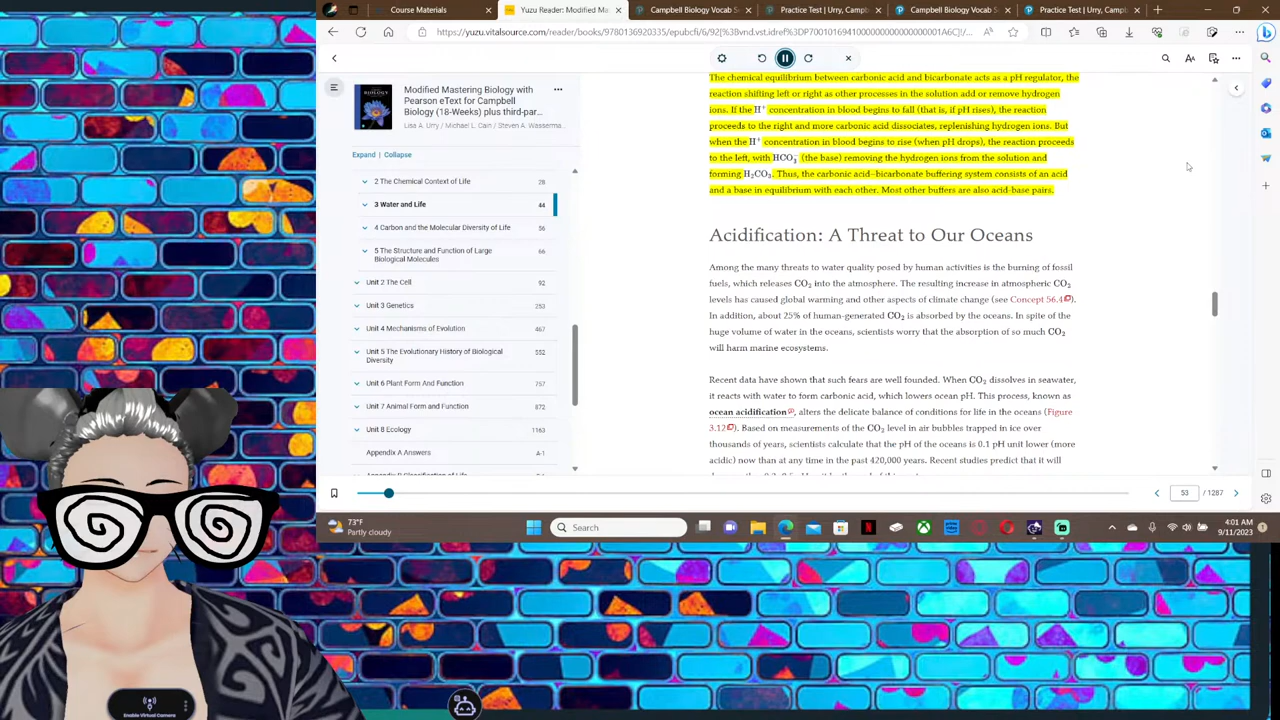 Course Materials
Yuzu Reader: Modified Ma
Campbell Biology (18-Weeks)
Practice Test | Urry, Campbell
Campbell Biology
Practice Test | Urry, Campbell
https://yuzu.vitalsource.com/reader/books/9780136920335/epubcfi/6/92[%3Bvnd.vst.idref%3DP7001016941000000000000000001A6C]!/...
Modified Mastering Biology with
Pearson eText for Campbell
Biology (18-Weeks) plus third-par...
Lisa A. Urry / Michael L. Cain / Steven A. Wasserma...
Expand | Collapse
2 The Chemical Context of Life 28
3 Water and Life 44
4 Carbon and the Molecular Diversity of Life 56
5 The Structure and Function of Large
Biological Molecules 66
Unit 2 The Cell 92
Unit 3 Genetics 253
Unit 4 Mechanisms of Evolution 467
Unit 5 The Evolutionary History of Biological
Diversity 552
Unit 6 Plant Form And Function 757
Unit 7 Animal Form and Function 872
Unit 8 Ecology 1163
Appendix A Answers A-1
The chemical equilibrium between carbonic acid and bicarbonate acts as a pH regulator, the
reaction shifting left or right as other processes in the solution add or remove hydrogen
ions. If the H⁺ concentration in blood begins to fall (that is, if pH rises), the reaction
proceeds to the right and more carbonic acid dissociates, replenishing hydrogen ions. But
when the H⁺ concentration in blood begins to rise (when pH drops), the reaction proceeds
to the left, with HCO₃⁻ (the base) removing the hydrogen ions from the solution and
forming H₂CO₃. Thus, the carbonic acid–bicarbonate buffering system consists of an acid
and a base in equilibrium with each other. Most other buffers are also acid-base pairs.
Acidification: A Threat to Our Oceans
Among the many threats to water quality posed by human activities is the burning of fossil
fuels, which releases CO₂ into the atmosphere. The resulting increase in atmospheric CO₂
levels has caused global warming and other aspects of climate change (see Concept 56.4).
In addition, about 25% of human-generated CO₂ is absorbed by the oceans. In spite of the
huge volume of water in the oceans, scientists worry that the absorption of so much CO₂
will harm marine ecosystems.
Recent data have shown that such fears are well founded. When CO₂ dissolves in seawater,
it reacts with water to form carbonic acid, which lowers ocean pH. This process, known as
ocean acidification, alters the delicate balance of conditions for life in the oceans (Figure
3.12). Based on measurements of the CO₂ level in air bubbles trapped in ice over
thousands of years, scientists calculate that the pH of the oceans is 0.1 pH unit lower (more
acidic) now than at any time in the past 420,000 years. Recent studies predict that it will
53 / 1287
73°F
Partly cloudy
Search
4:01 AM
9/11/2023
Enable Virtual Camera